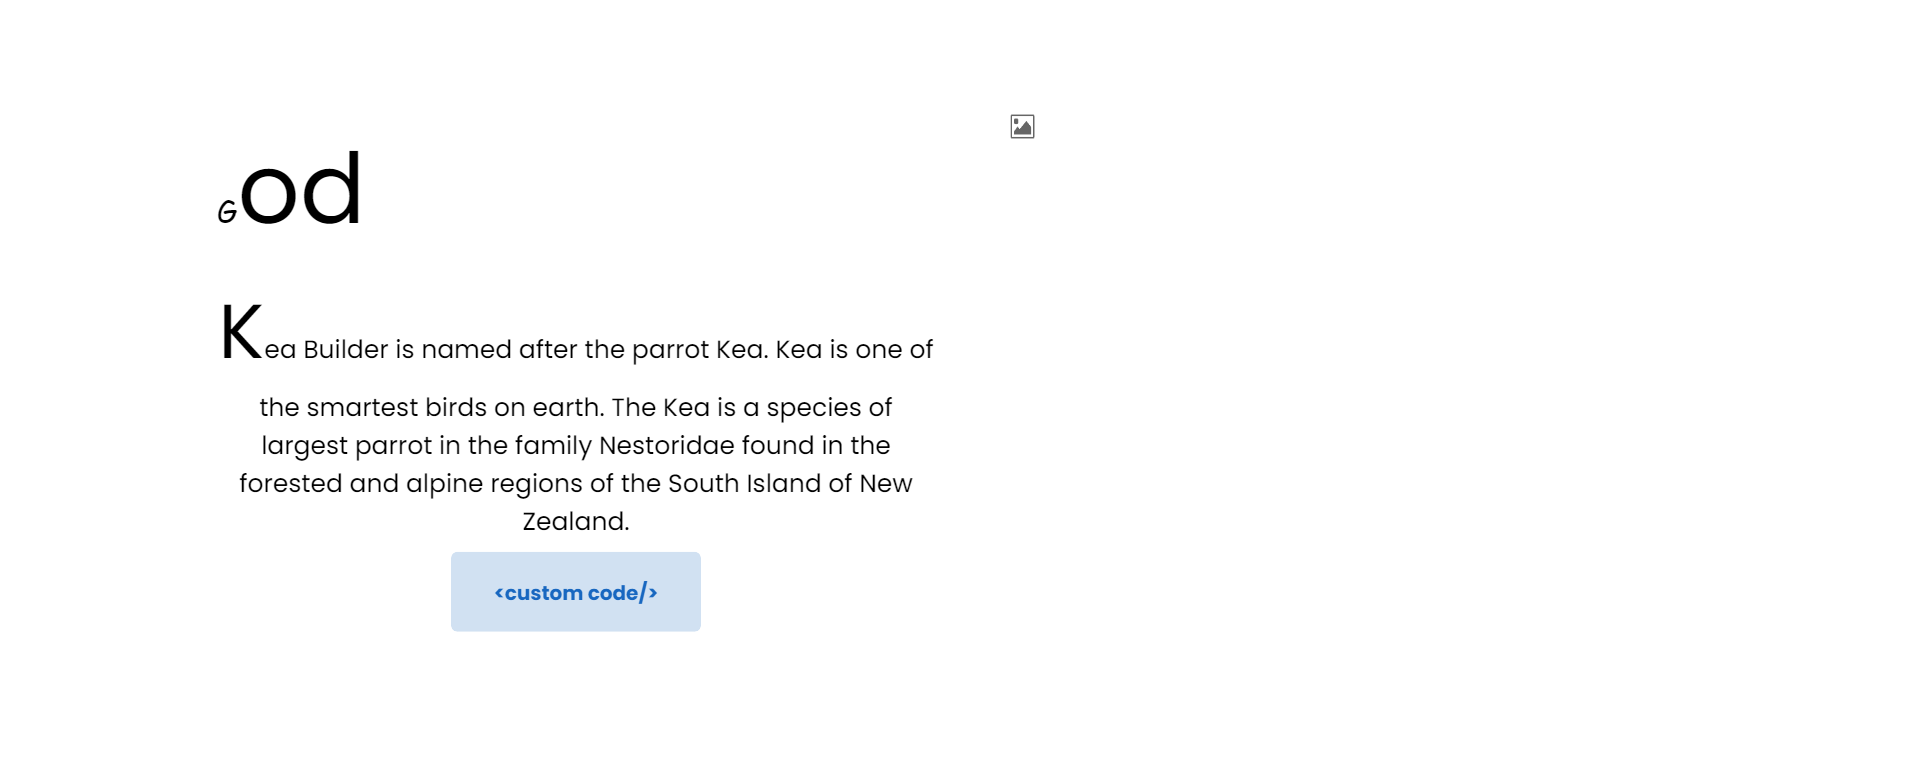 God
Kea Builder is named after the parrot Kea. Kea is one of
the smartest birds on earth. The Kea is a species of
largest parrot in the family Nestoridae found in the
forested and alpine regions of the South Island of New
Zealand.
<custom code/>